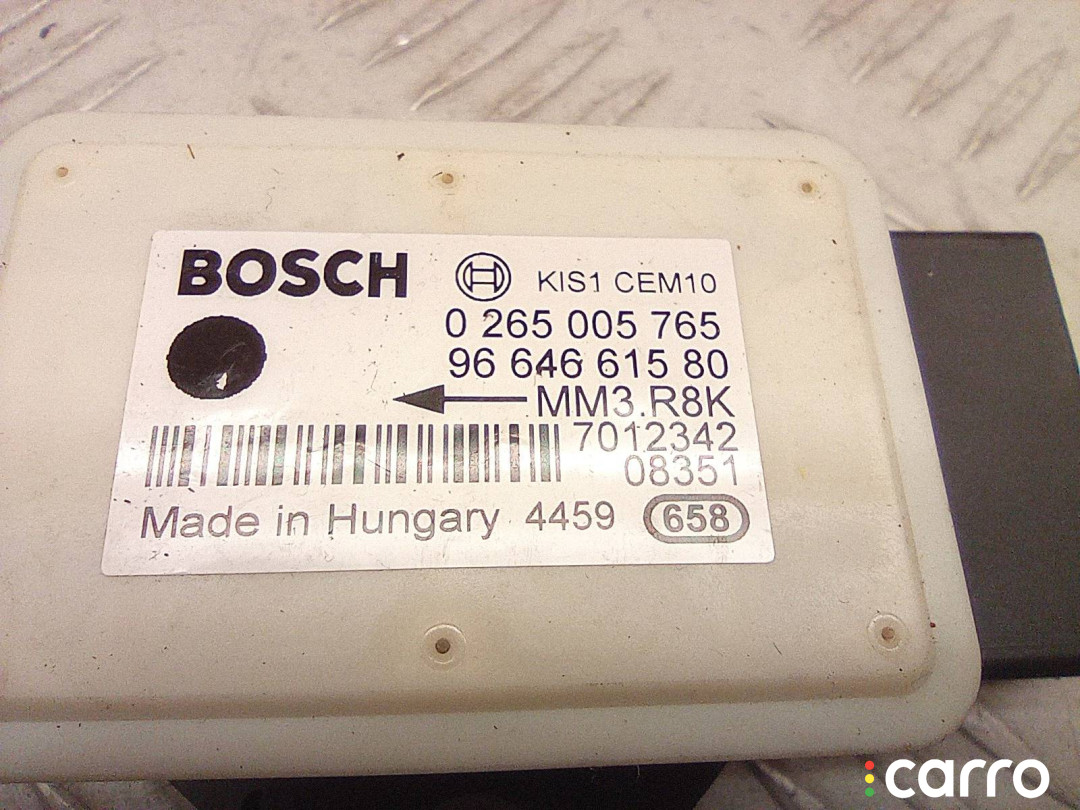 BOSCH KIS1 CEM10
0 265 005 765
96 646 615 80
MM3.R8K
7012342
08351
Made in Hungary 4459 658
carro